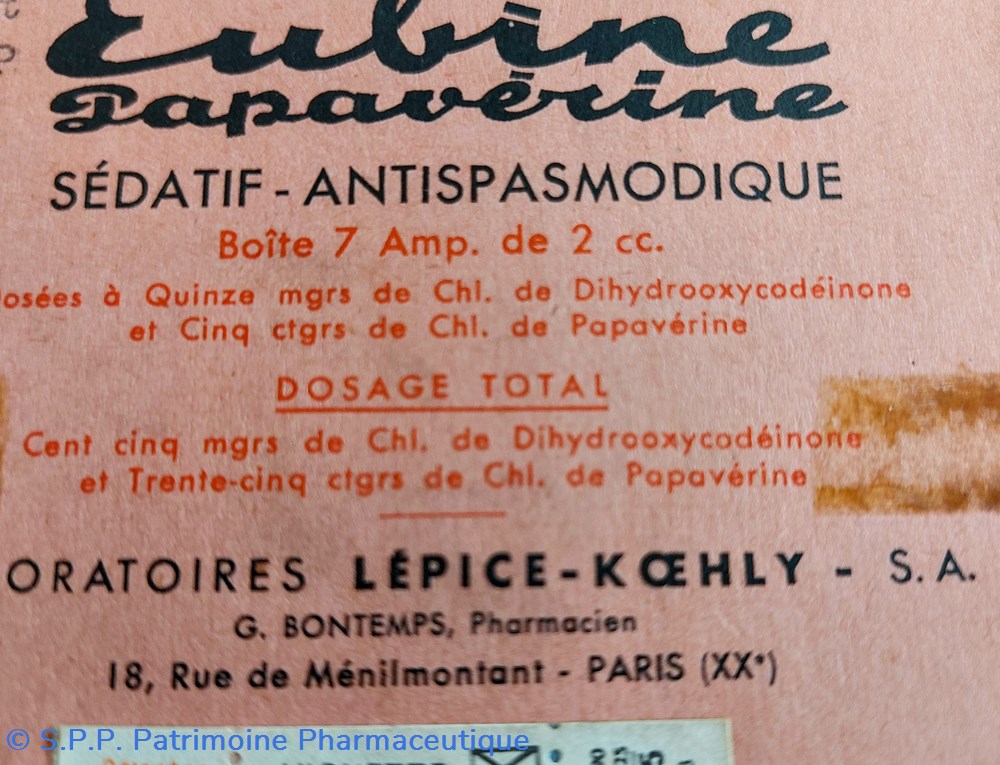 Eubine
Papavérine
SÉDATIF - ANTISPASMODIQUE
Boîte 7 Amp. de 2 cc.
osées à Quinze mgrs de Chl. de Dihydrooxycodéinone
et Cinq ctgrs de Chl. de Papavérine
DOSAGE TOTAL
Cent cinq mgrs de Chl. de Dihydrooxycodéinone
et Trente-cinq ctgrs de Chl. de Papavérine
ORATOIRES LÉPICE-KŒHLY - S.A.
G. BONTEMPS, Pharmacien
18, Rue de Ménilmontant - PARIS (XXe)
© S.P.P. Patrimoine Pharmaceutique